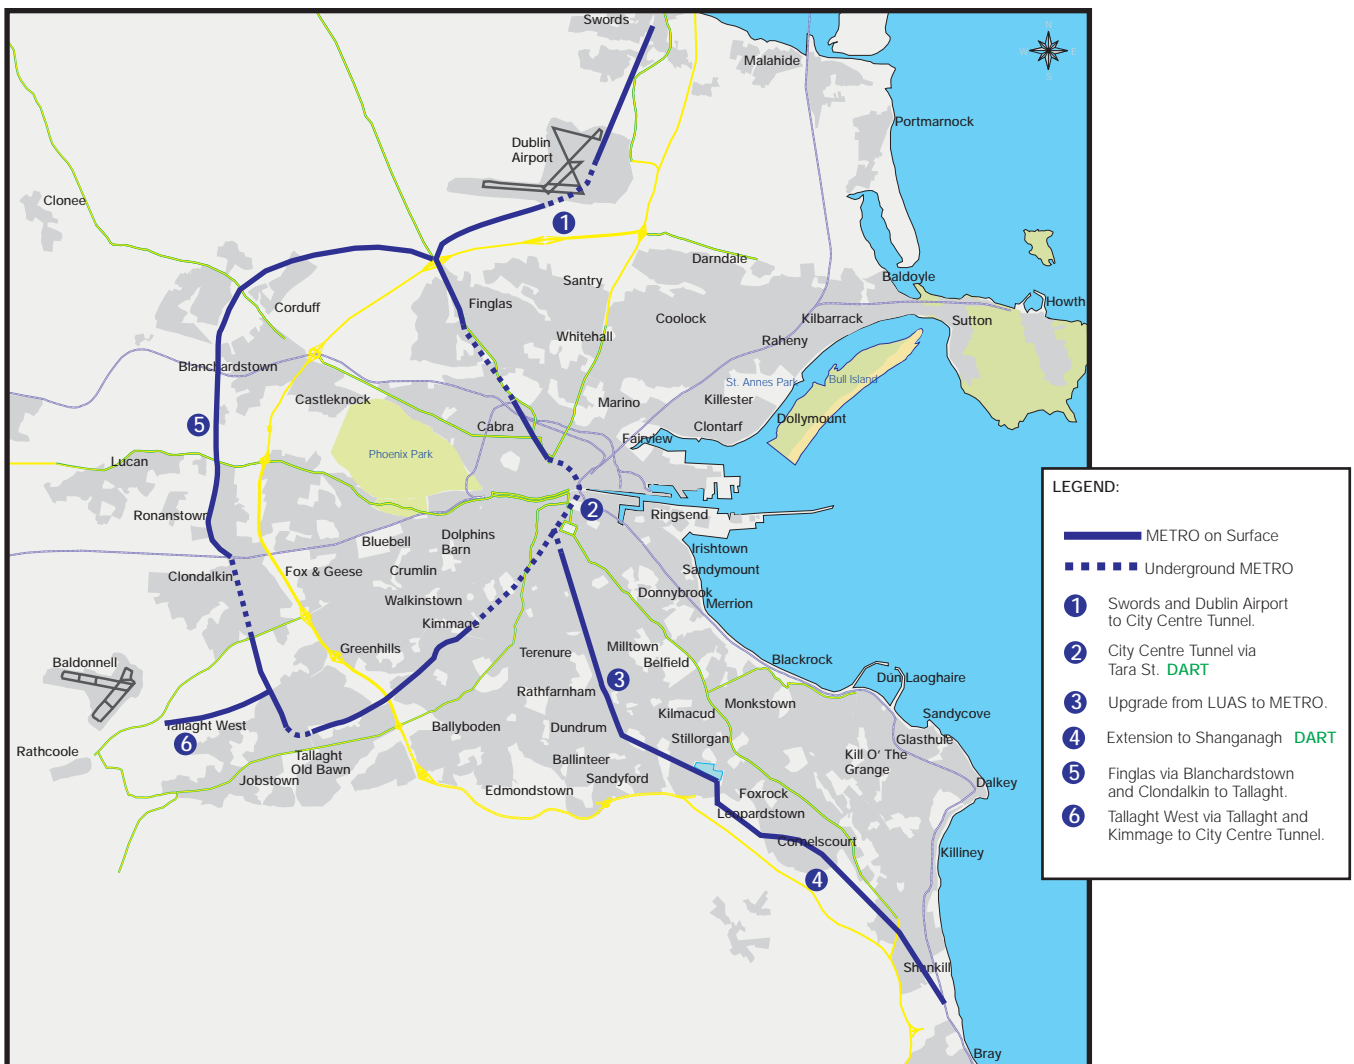 Swords
Malahide
N
W
E
S
Portmarnock
Dublin
Airport
Clonee
1
Darndale
Santry
Baldoyle
Howth
Corduff
Finglas
Coolock
Kilbarrack
Sutton
Whitehall
Raheny
Blanchardstown
St. Annes Park
Bull Island
Castleknock
Marino
Killester
Dollymount
5
Cabra
Clontarf
Fairview
Phoenix Park
Lucan
2
Ronanstown
Ringsend
Dolphins
Barn
Bluebell
Irishtown
Clondalkin
Fox & Geese
Crumlin
Sandymount
Donnybrook
Walkinstown
Merrion
Kimmage
Greenhills
Terenure
Milltown
Belfield
Blackrock
Baldonnell
3
Dún Laoghaire
Rathfarnham
Monkstown
Kilmacud
Sandycove
Tallaght West
Ballyboden
Dundrum
Stillorgan
Glasthule
6
Rathcoole
Tallaght
Old Bawn
Ballinteer
Kill O' The
Grange
Jobstown
Sandyford
Dalkey
Edmondstown
Foxrock
Leopardstown
Cornelscourt
Killiney
4
Shankill
Bray
LEGEND:
METRO on Surface
Underground METRO
1 Swords and Dublin Airport
to City Centre Tunnel.
2 City Centre Tunnel via
Tara St. DART
3 Upgrade from LUAS to METRO.
4 Extension to Shanganagh DART
5 Finglas via Blanchardstown
and Clondalkin to Tallaght.
6 Tallaght West via Tallaght and
Kimmage to City Centre Tunnel.